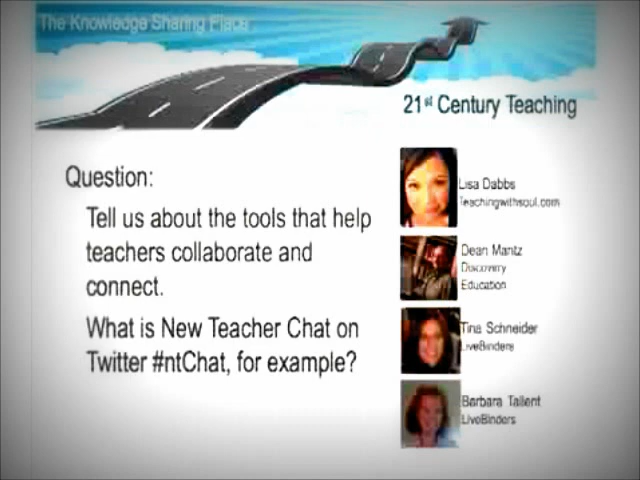 The Knowledge Sharing Place
21st Century Teaching
Question:
Tell us about the tools that help
teachers collaborate and
connect.
What is New Teacher Chat on
Twitter #ntChat, for example?
Lisa Dabbs
Teachingwithsoul.com
Dean Mantz
Discovery
Education
Tina Schneider
LiveBinders
Barbara Tallent
LiveBinders